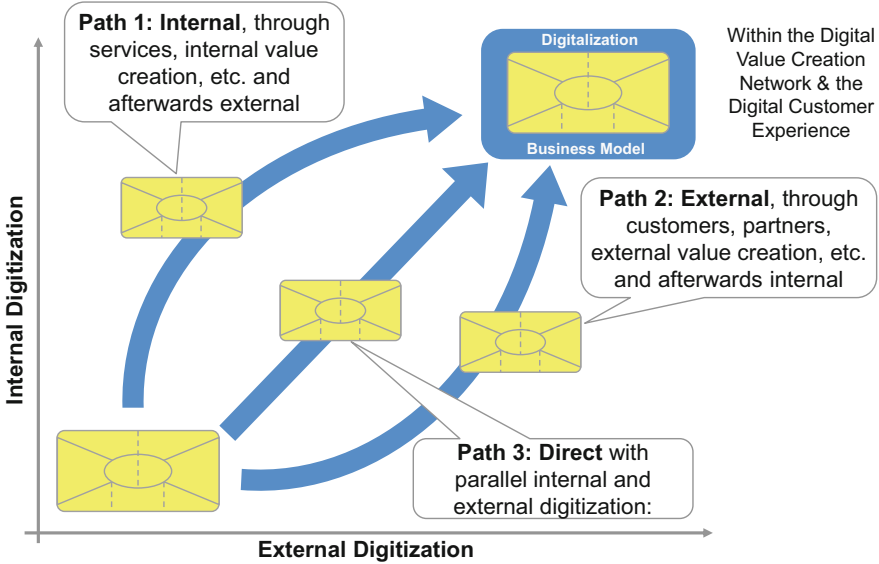 Path 1: Internal, through
services, internal value
creation, etc. and
afterwards external
Digitalization
Business Model
Within the Digital
Value Creation
Network & the
Digital Customer
Experience
Path 2: External, through
customers, partners,
external value creation, etc.
and afterwards internal
Path 3: Direct with
parallel internal and
external digitization:
Internal Digitization
External Digitization